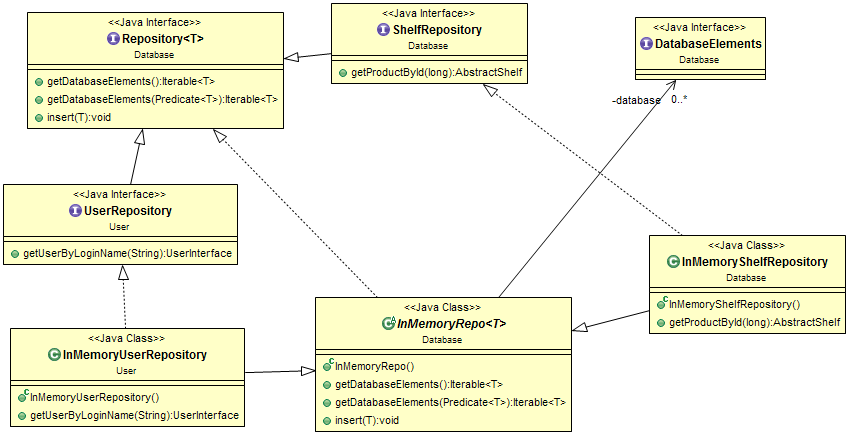 <<Java Interface>>
Repository<T>
Database
getDatabaseElements():Iterable<T>
getDatabaseElements(Predicate<T>):Iterable<T>
insert(T):void
<<Java Interface>>
ShelfRepository
Database
getProductById(long):AbstractShelf
<<Java Interface>>
DatabaseElements
Database
-database 0..*
<<Java Interface>>
UserRepository
User
getUserByLoginName(String):UserInterface
<<Java Class>>
InMemoryShelfRepository
Database
InMemoryShelfRepository()
getProductById(long):AbstractShelf
<<Java Class>>
InMemoryRepo<T>
Database
InMemoryRepo()
getDatabaseElements():Iterable<T>
getDatabaseElements(Predicate<T>):Iterable<T>
insert(T):void
<<Java Class>>
InMemoryUserRepository
User
InMemoryUserRepository()
getUserByLoginName(String):UserInterface